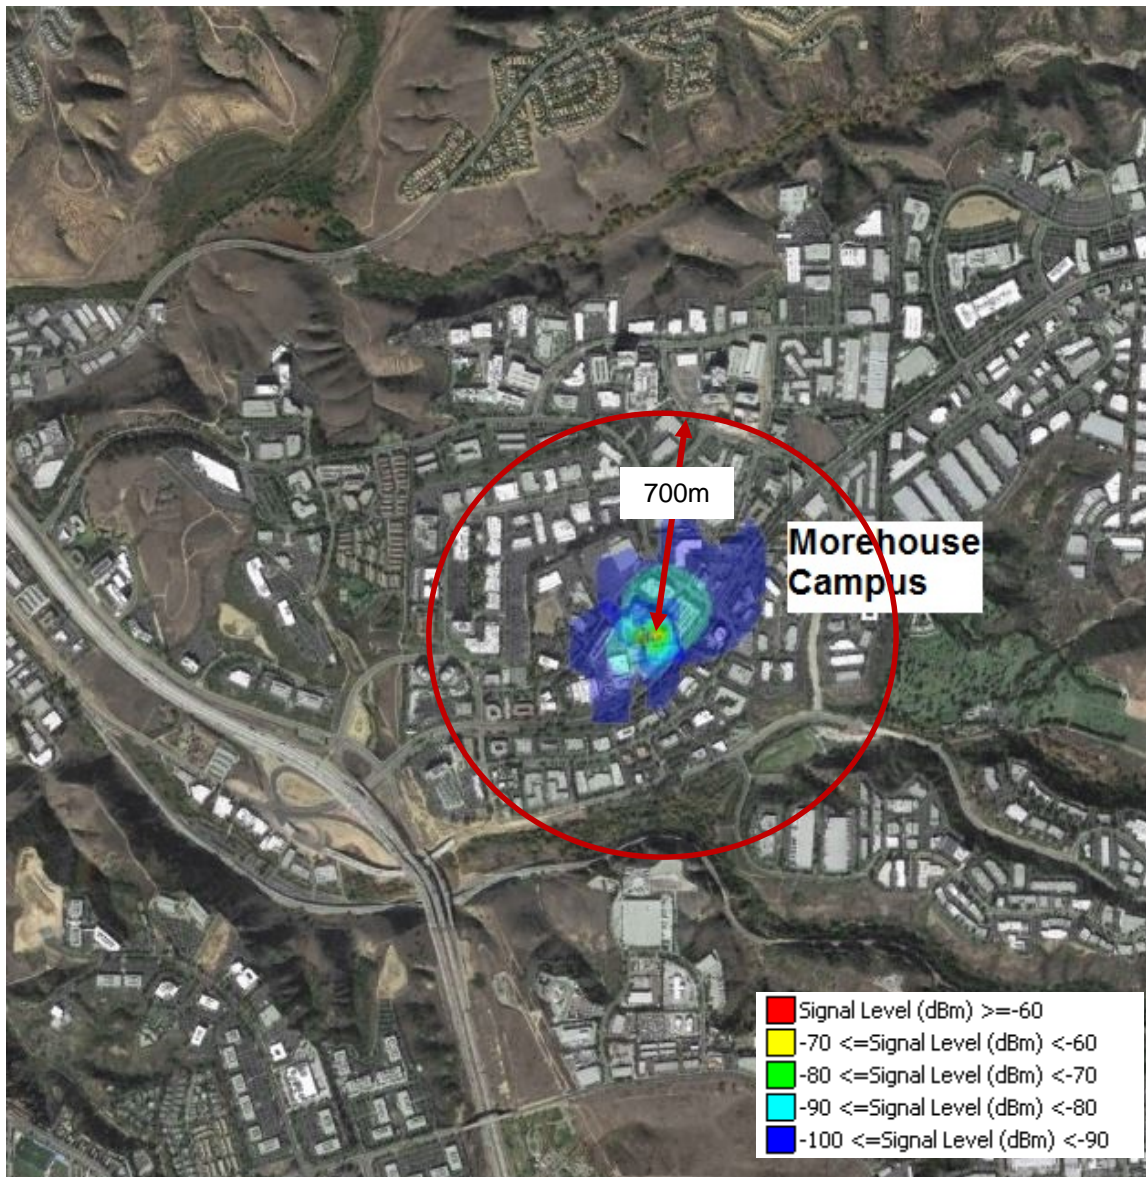 700m
Morehouse
Campus
Signal Level (dBm) >=-60
-70 <=Signal Level (dBm) <-60
-80 <=Signal Level (dBm) <-70
-90 <=Signal Level (dBm) <-80
-100 <=Signal Level (dBm) <-90